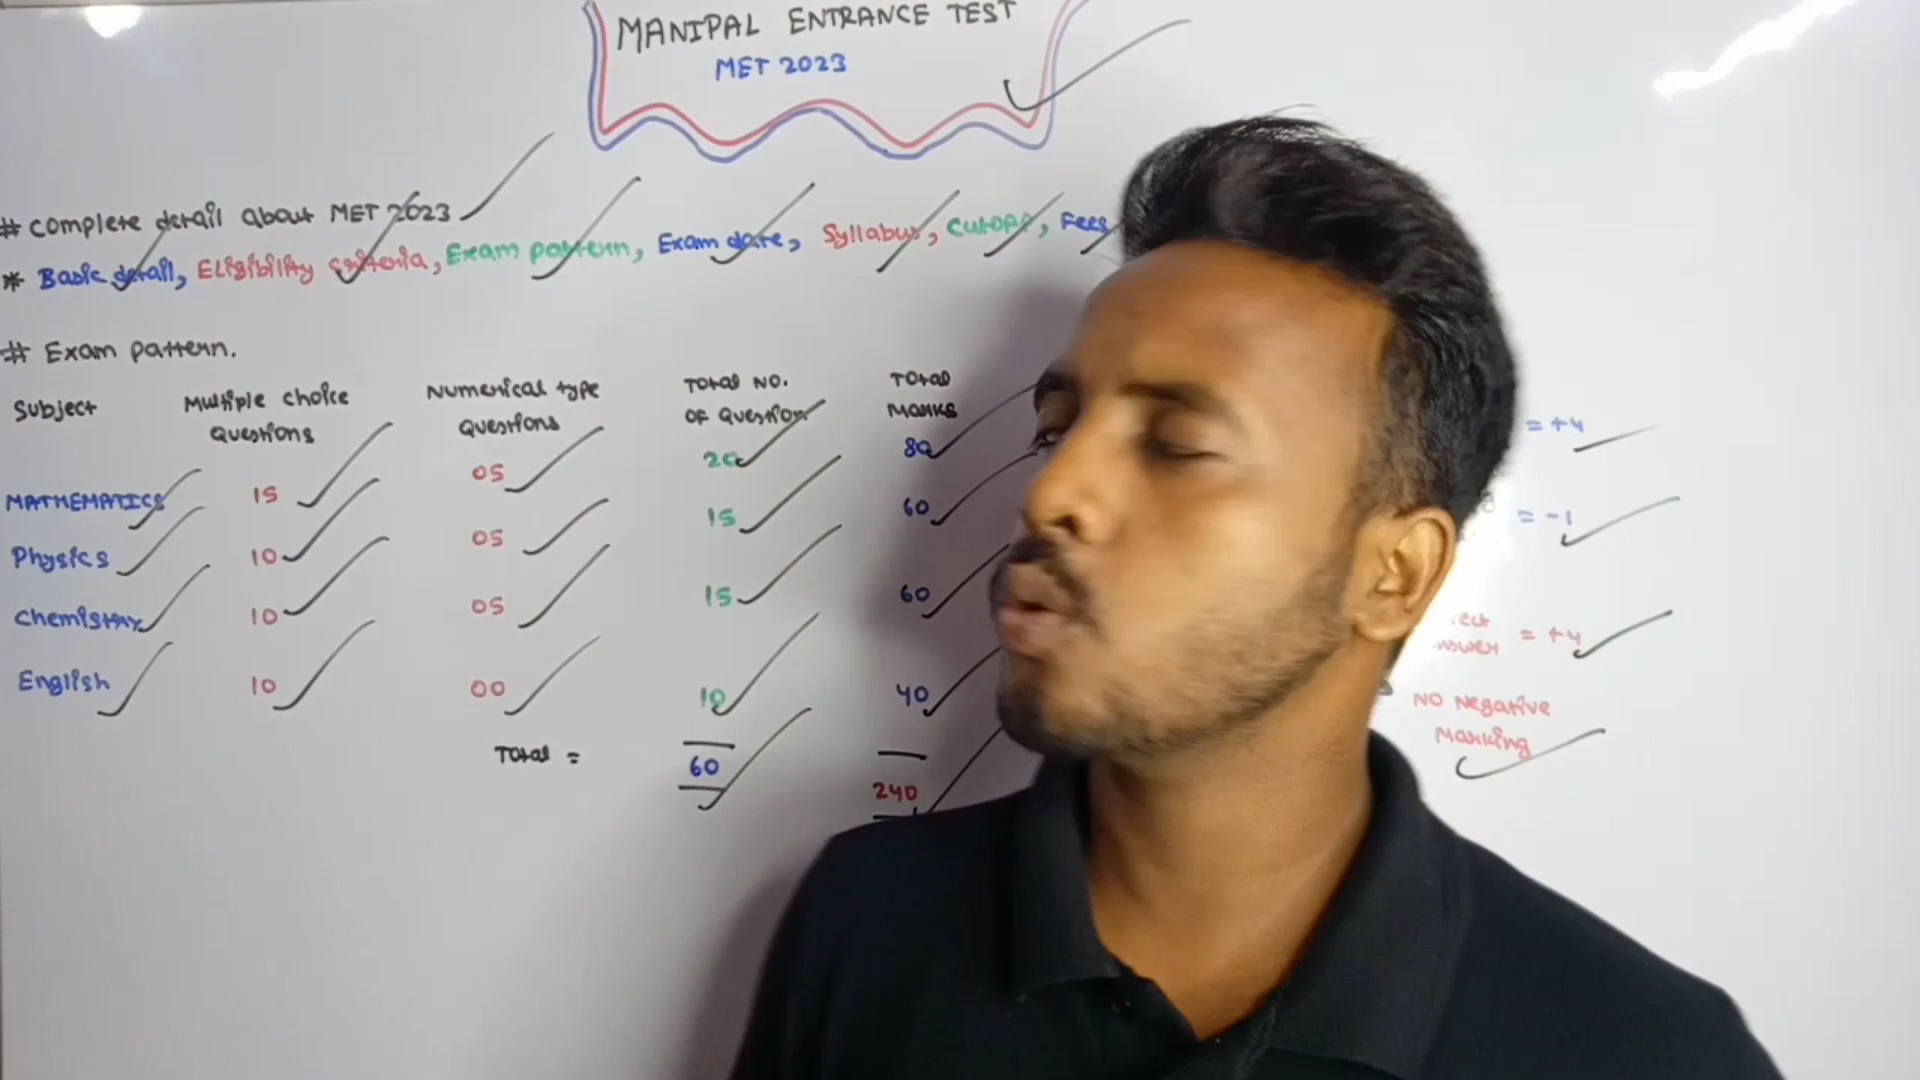 MANIPAL ENTRANCE TEST
MET 2023
# Complete detail about MET 2023
* Basic detail, Eligibility criteria, Exam pattern, Exam date, Syllabus, Cutoff, Fees
# Exam pattern.
Subject Multiple choice Questions Numerical type Questions Total No. of Question Total Marks
MATHEMATICS 15 05 20 80
Physics 10 05 15 60
Chemistry 10 05 15 60
English 10 00 10 40
Total = 60 240
= +4
= -1
= +4
No Negative
Marking